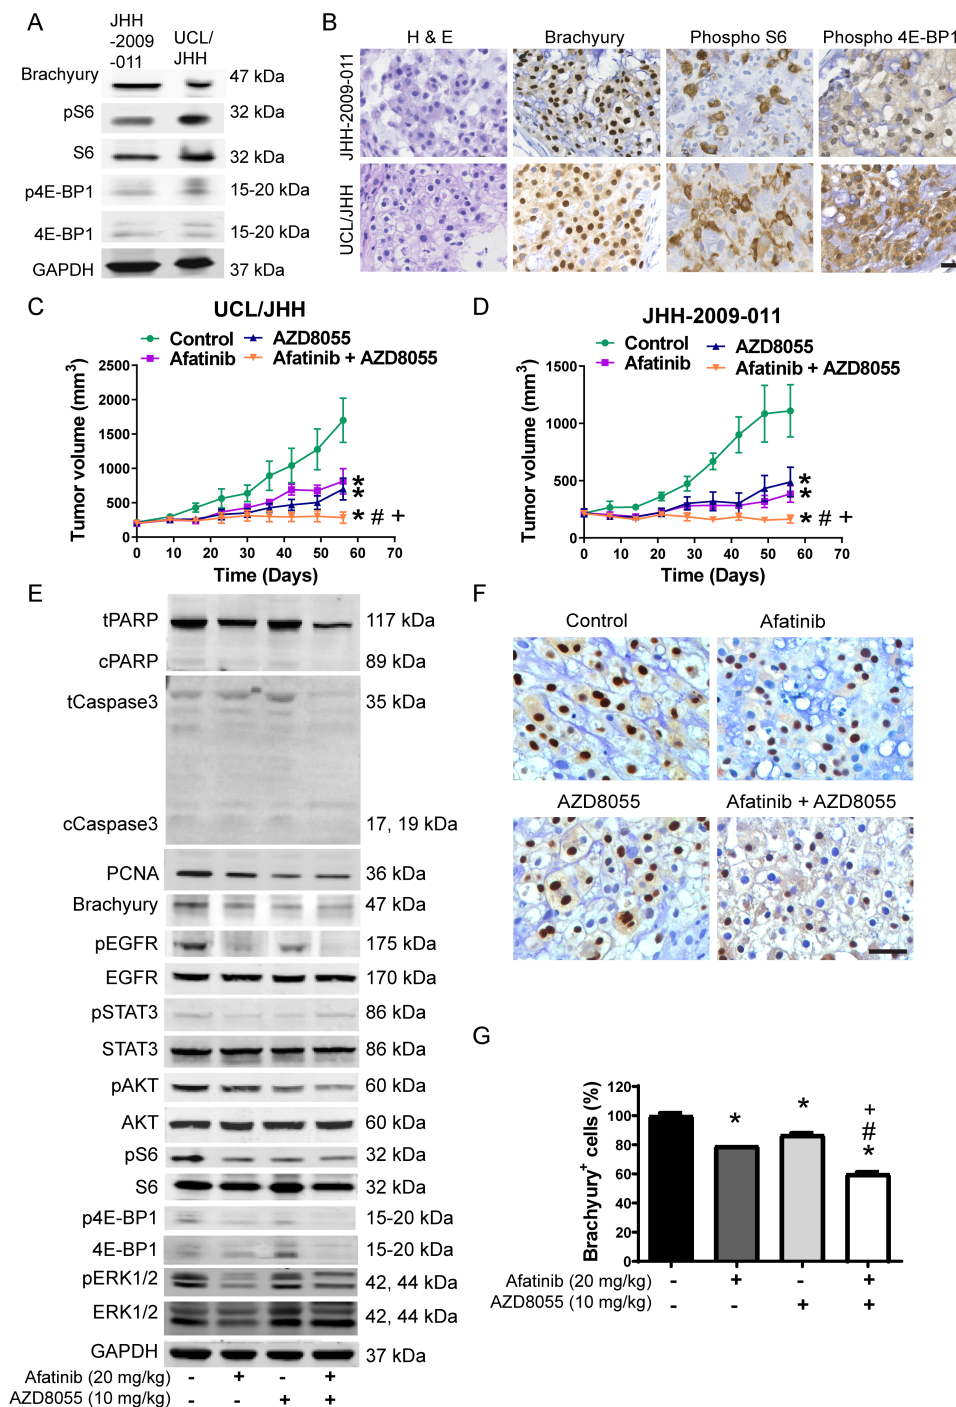 A
JHH
-2009
-011
UCL/
JHH
Brachyury 47 kDa
pS6 32 kDa
S6 32 kDa
p4E-BP1 15-20 kDa
4E-BP1 15-20 kDa
GAPDH 37 kDa
B
H & E Brachyury Phospho S6 Phospho 4E-BP1
JHH-2009-011
UCL/JHH
C
UCL/JHH
Control AZD8055
Afatinib Afatinib + AZD8055
Tumor volume (mm3)
2500
2000
1500
1000
500
0
*
*
* # +
0 10 20 30 40 50 60 70
Time (Days)
D
JHH-2009-011
Control AZD8055
Afatinib Afatinib + AZD8055
Tumor volume (mm3)
1500
1000
500
0
*
*
* # +
0 10 20 30 40 50 60 70
Time (Days)
E
tPARP 117 kDa
cPARP 89 kDa
tCaspase3 35 kDa
cCaspase3 17, 19 kDa
PCNA 36 kDa
Brachyury 47 kDa
pEGFR 175 kDa
EGFR 170 kDa
pSTAT3 86 kDa
STAT3 86 kDa
pAKT 60 kDa
AKT 60 kDa
pS6 32 kDa
S6 32 kDa
p4E-BP1 15-20 kDa
4E-BP1 15-20 kDa
pERK1/2 42, 44 kDa
ERK1/2 42, 44 kDa
GAPDH 37 kDa
Afatinib (20 mg/kg) - + - +
AZD8055 (10 mg/kg) - - + +
F
Control Afatinib
AZD8055 Afatinib + AZD8055
G
Brachyury+ cells (%)
120
100
80
60
40
20
0
*
*
+
#
*
Afatinib (20 mg/kg) - + - +
AZD8055 (10 mg/kg) - - + +